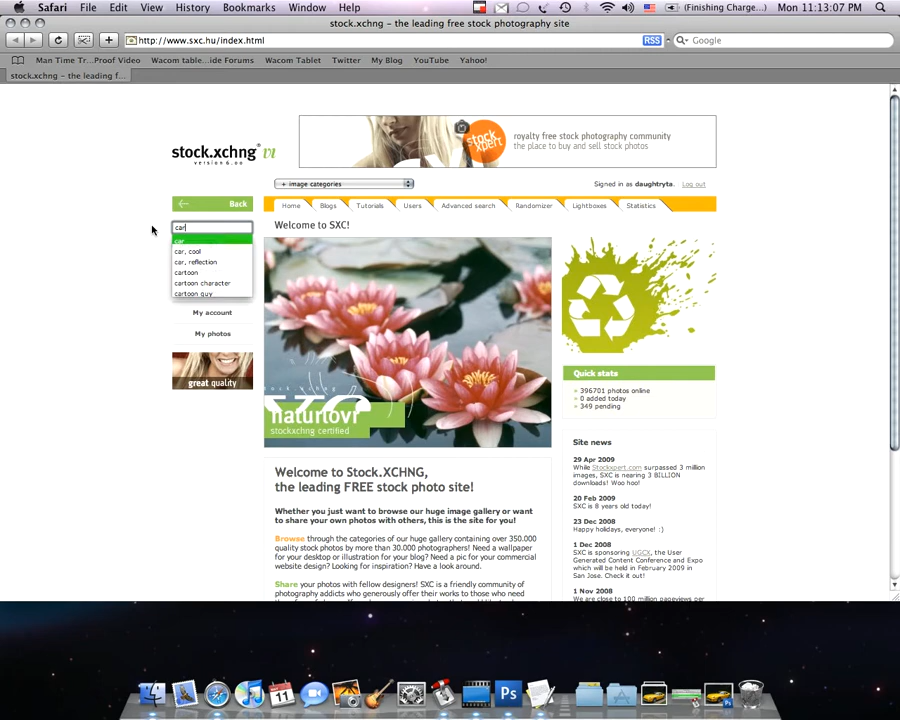 Safari File Edit View History Bookmarks Window Help
(Finishing Charge...) Mon 11:13:07 PM
stock.xchng – the leading free stock photography site
http://www.sxc.hu/index.html
RSS
Google
Man Time Tr...Proof Video Wacom table...ide Forums Wacom Tablet Twitter My Blog YouTube Yahoo!
stock.xchng – the leading f...
stock.xchng vi
version 6.00
stock
xpert
royalty free stock photography community
the place to buy and sell stock photos
+ image categories
Signed in as daughtryta. Log out
Back
Home Blogs Tutorials Users Advanced search Randomizer Lightboxes Statistics
car
car
car, cool
car, reflection
cartoon
cartoon character
cartoon guy
My account
My photos
great quality
Welcome to SXC!
stock.xchng
naturlovr
stockxchng certified
Quick stats
» 396701 photos online
» 0 added today
» 349 pending
Site news
29 Apr 2009
While Stockxpert.com surpassed 3 million
images, SXC is nearing 3 BILLION
downloads! Woo hoo!
20 Feb 2009
SXC is 8 years old today!
23 Dec 2008
Happy holidays, everyone! :)
1 Dec 2008
SXC is sponsoring UGCX, the User
Generated Content Conference and Expo
which will be held in February 2009 in
San Jose. Check it out!
1 Nov 2008
We are close to 100 million pageviews per
Welcome to Stock.XCHNG,
the leading FREE stock photo site!
Whether you just want to browse our huge image gallery or want
to share your own photos with others, this is the site for you!
Browse through the categories of our huge gallery containing over 350.000
quality stock photos by more than 30.000 photographers! Need a wallpaper
for your desktop or illustration for your blog? Need a pic for your commercial
website design? Looking for inspiration? Have a look around.
Share your photos with fellow designers! SXC is a friendly community of
photography addicts who generously offer their works to those who need
Ps